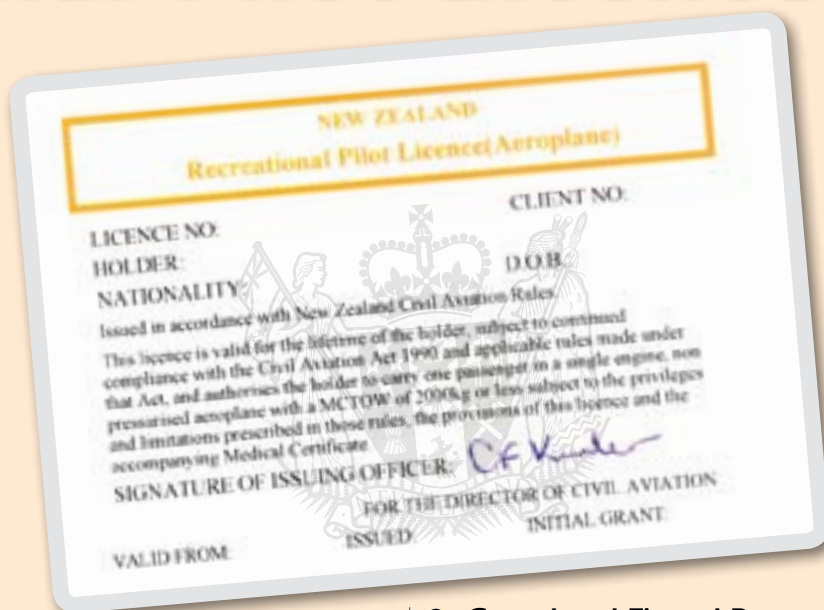 NEW ZEALAND
Recreational Pilot Licence(Aeroplane)
CLIENT NO:
LICENCE NO:
HOLDER:
D.O.B.:
NATIONALITY:
Issued in accordance with New Zealand Civil Aviation Rules.
This licence is valid for the lifetime of the holder, subject to continued
compliance with the Civil Aviation Act 1990 and applicable rules made under
that Act, and authorises the holder to carry one passenger in a single engine, non
pressurised aeroplane with a MCTOW of 2000kg or less subject to the privileges
and limitations prescribed in those rules, the provisions of this licence and the
accompanying Medical Certificate
SIGNATURE OF ISSUING OFFICER:
FOR THE DIRECTOR OF CIVIL AVIATION
VALID FROM:
ISSUED:
INITIAL GRANT: